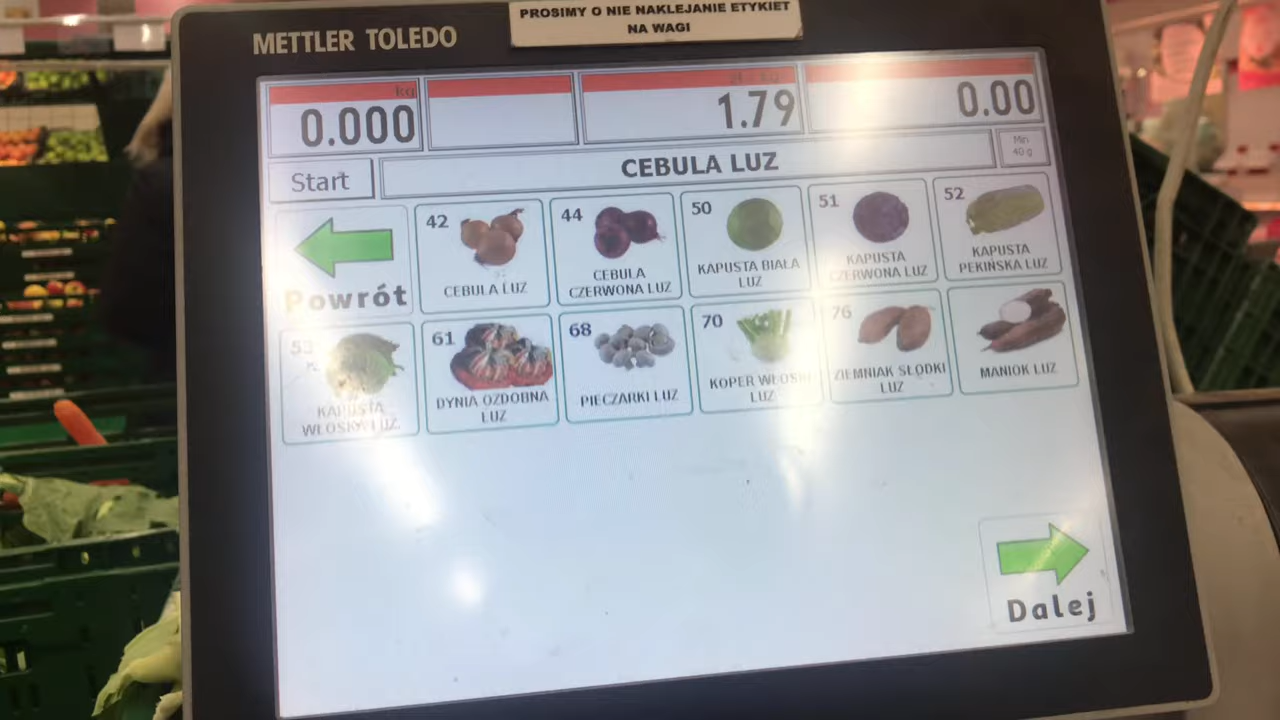 PROSIMY O NIE NAKLEJANIE ETYKIET
NA WAGI
METTLER TOLEDO
kg
0.000
1.79
0.00
Start
CEBULA LUZ
Min
40 g
Powrót
42
CEBULA LUZ
44
CEBULA
CZERWONA LUZ
50
KAPUSTA BIAŁA
LUZ
51
KAPUSTA
CZERWONA LUZ
52
KAPUSTA
PEKIŃSKA LUZ
53
KAPUSTA
WŁOSKA LUZ
61
DYNIA OZDOBNA
LUZ
68
PIECZARKI LUZ
70
KOPER WŁOSKI
LUZ
76
ZIEMNIAK SŁODKI
LUZ
MANIOK LUZ
Dalej